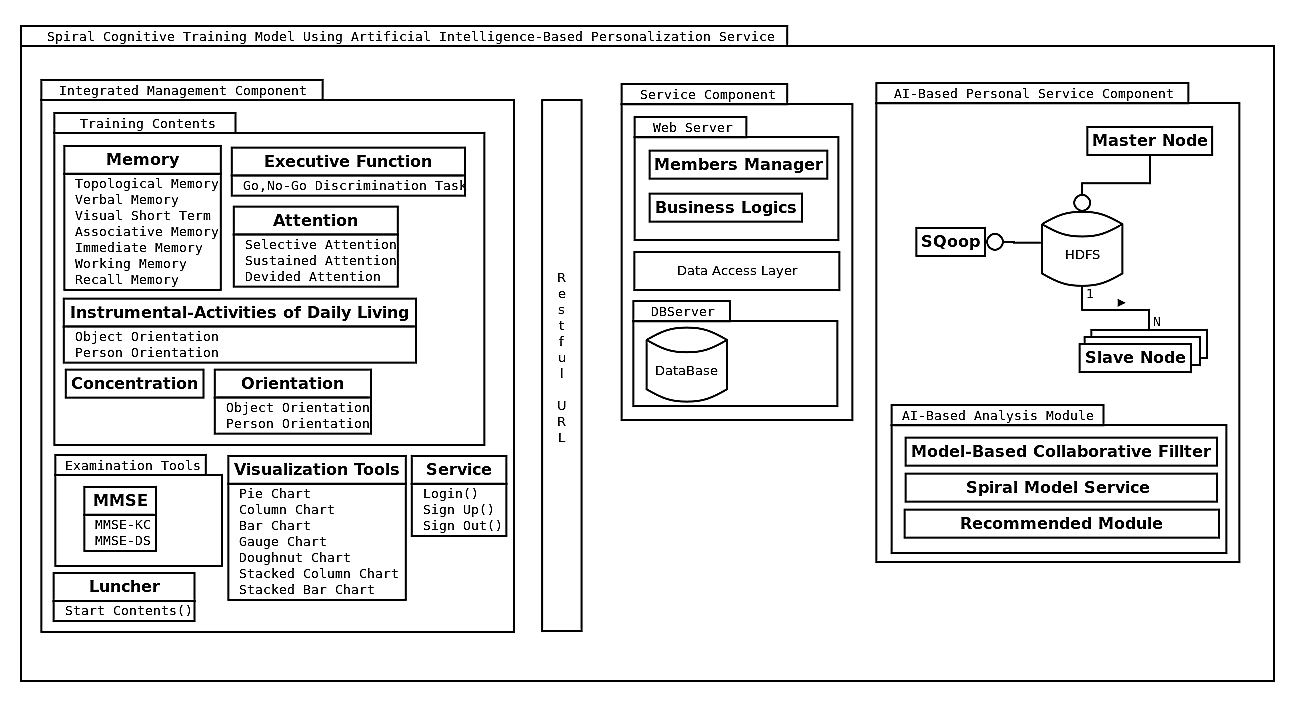 Spiral Cognitive Training Model Using Artificial Intelligence-Based Personalization Service
Integrated Management Component
Training Contents
Memory
Topological Memory
Verbal Memory
Visual Short Term
Associative Memory
Immediate Memory
Working Memory
Recall Memory
Executive Function
Go,No-Go Discrimination Task
Attention
Selective Attention
Sustained Attention
Devided Attention
Instrumental-Activities of Daily Living
Object Orientation
Person Orientation
Concentration
Orientation
Object Orientation
Person Orientation
Examination Tools
MMSE
MMSE-KC
MMSE-DS
Luncher
Start Contents()
Visualization Tools
Pie Chart
Column Chart
Bar Chart
Gauge Chart
Doughnut Chart
Stacked Column Chart
Stacked Bar Chart
Service
Login()
Sign Up()
Sign Out()
Restful URL
Service Component
Web Server
Members Manager
Business Logics
Data Access Layer
DBServer
DataBase
AI-Based Personal Service Component
Master Node
SQoop
HDFS
1
N
Slave Node
AI-Based Analysis Module
Model-Based Collaborative Fillter
Spiral Model Service
Recommended Module